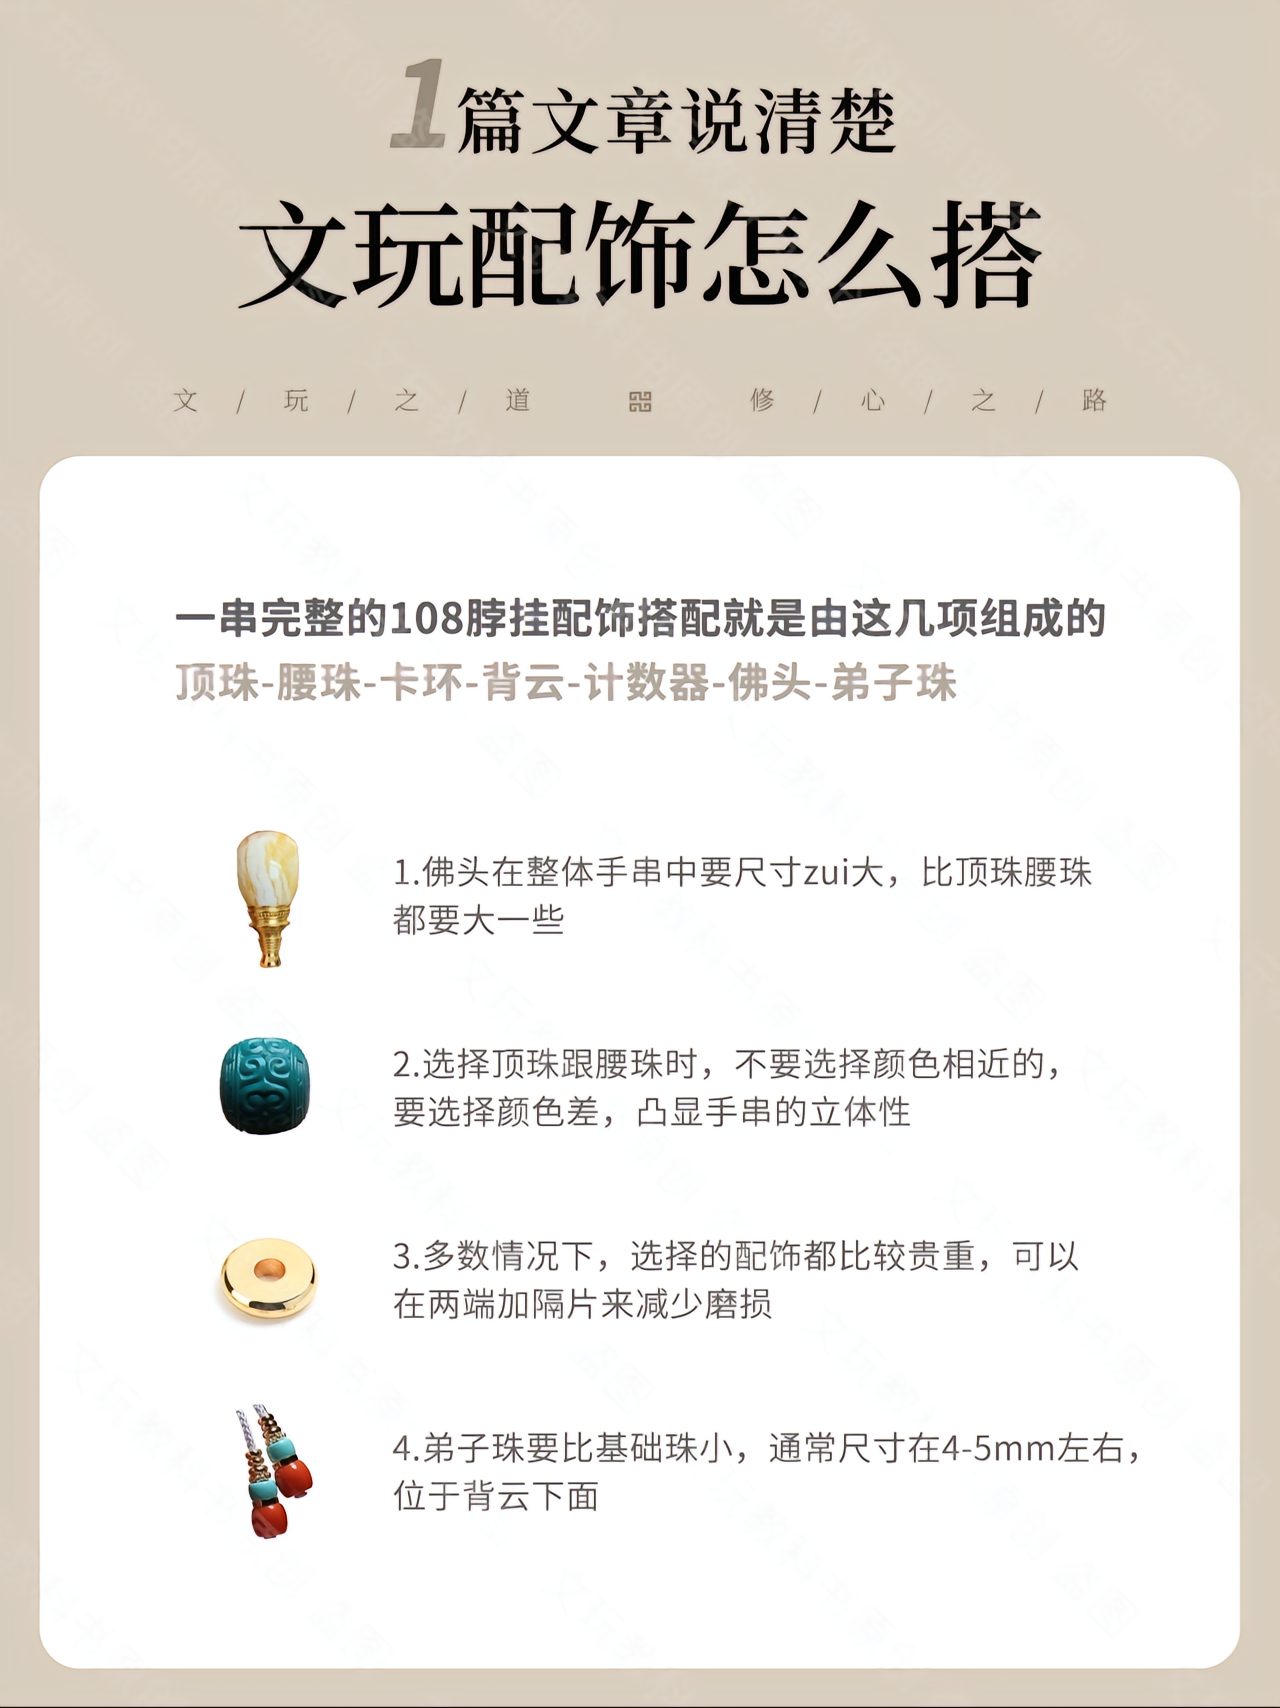 1篇文章说清楚
文玩配饰怎么搭
文/玩/之/道 修/心/之/路
一串完整的108脖挂配饰搭配就是由这几项组成的
顶珠-腰珠-卡环-背云-计数器-佛头-弟子珠
1.佛头在整体手串中要尺寸zui大，比顶珠腰珠
都要大一些
2.选择顶珠跟腰珠时，不要选择颜色相近的，
要选择颜色差，凸显手串的立体性
3.多数情况下，选择的配饰都比较贵重，可以
在两端加隔片来减少磨损
4.弟子珠要比基础珠小，通常尺寸在4-5mm左右，
位于背云下面
文玩教科书原创 盗图